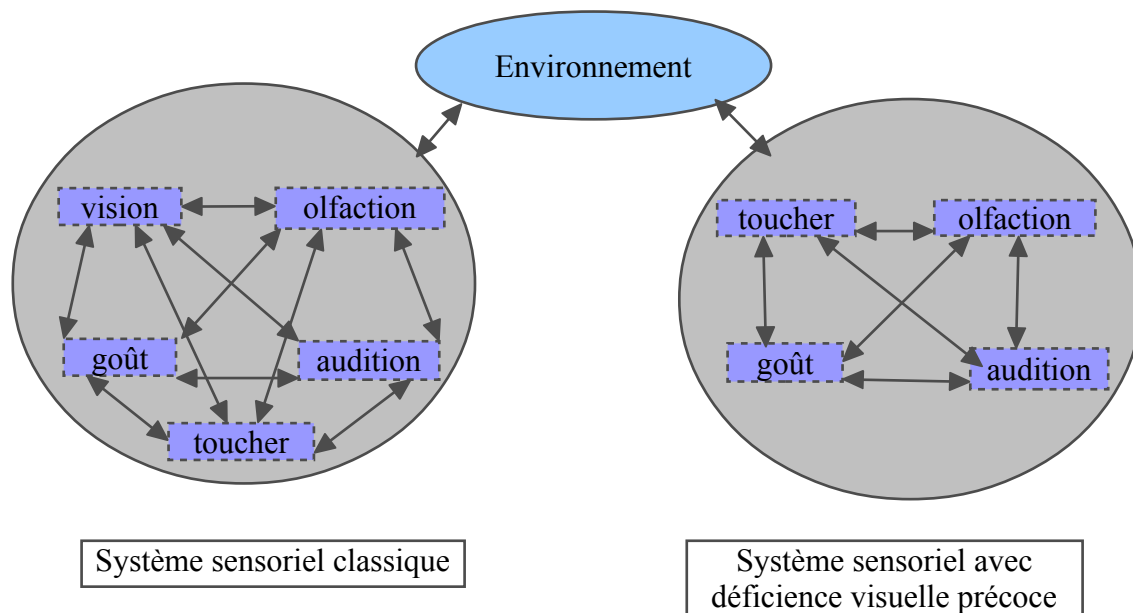 Environnement
vision
olfaction
goût
audition
toucher
toucher
olfaction
goût
audition
Système sensoriel classique
Système sensoriel avec
déficience visuelle précoce